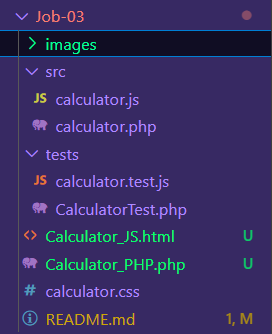 Job-03
images
src
JS calculator.js
calculator.php
tests
JS calculator.test.js
CalculatorTest.php
<> Calculator_JS.html U
Calculator_PHP.php U
# calculator.css
README.md 1, M